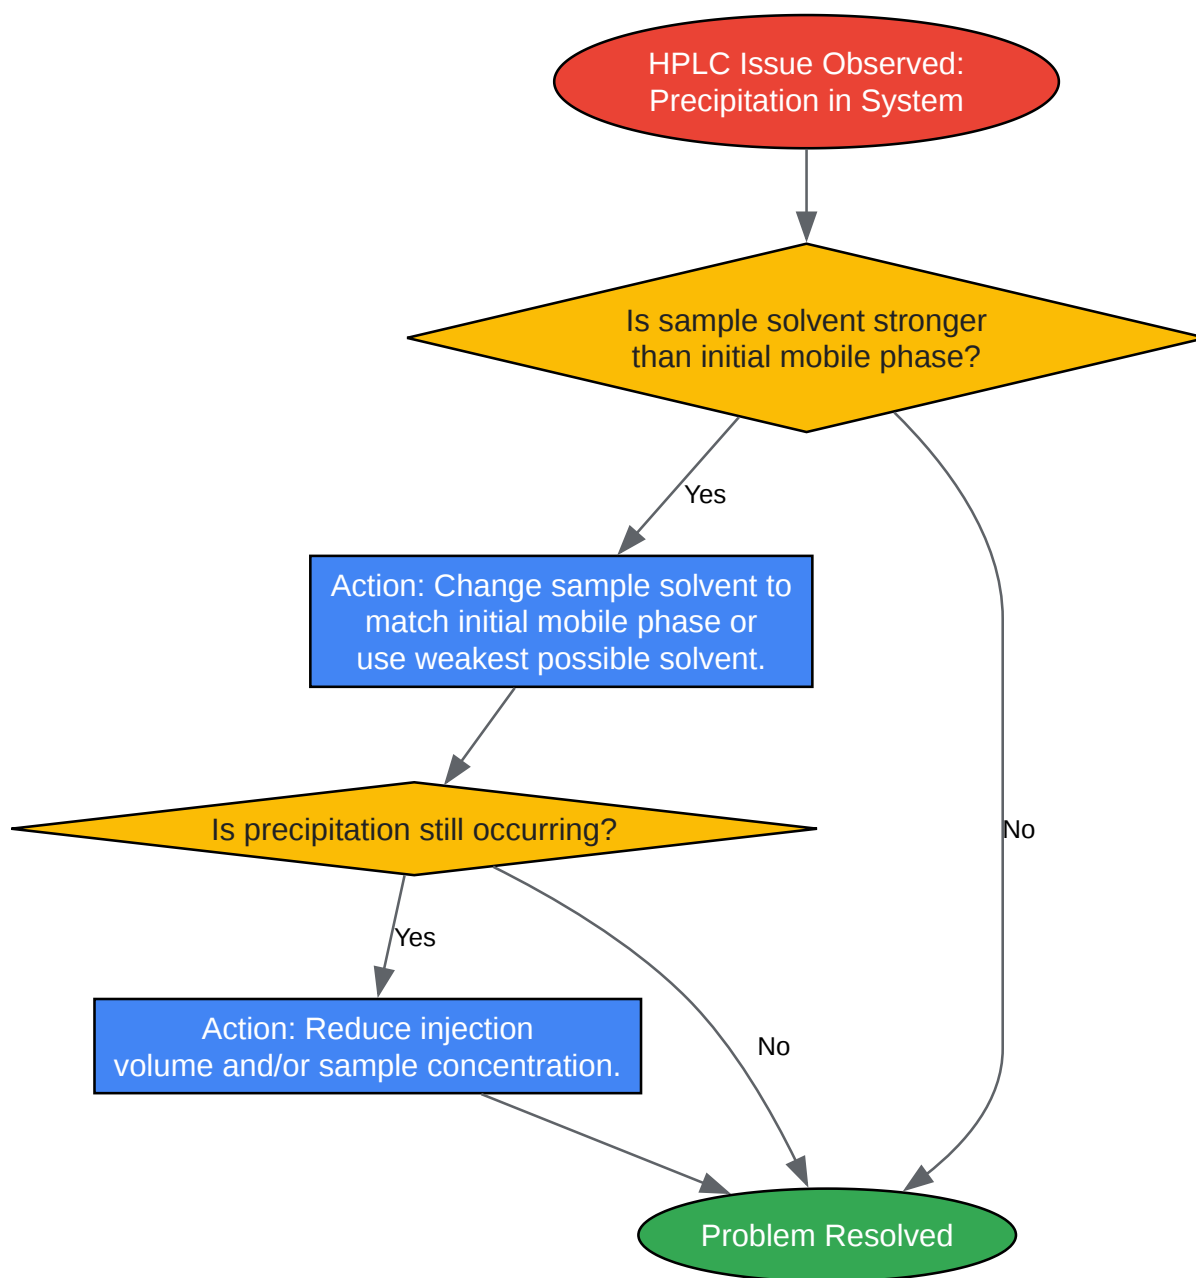 HPLC Issue Observed:
Precipitation in System
Is sample solvent stronger
than initial mobile phase?
Yes
Action: Change sample solvent to
match initial mobile phase or
use weakest possible solvent.
Is precipitation still occurring?
No
Yes
Action: Reduce injection
volume and/or sample concentration.
No
Problem Resolved